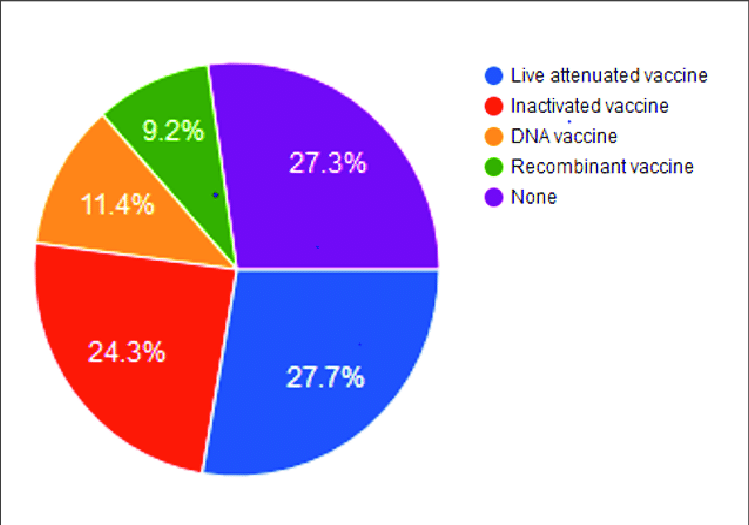 Live attenuated vaccine
Inactivated vaccine
DNA vaccine
Recombinant vaccine
None
9.2%
27.3%
11.4%
24.3%
27.7%